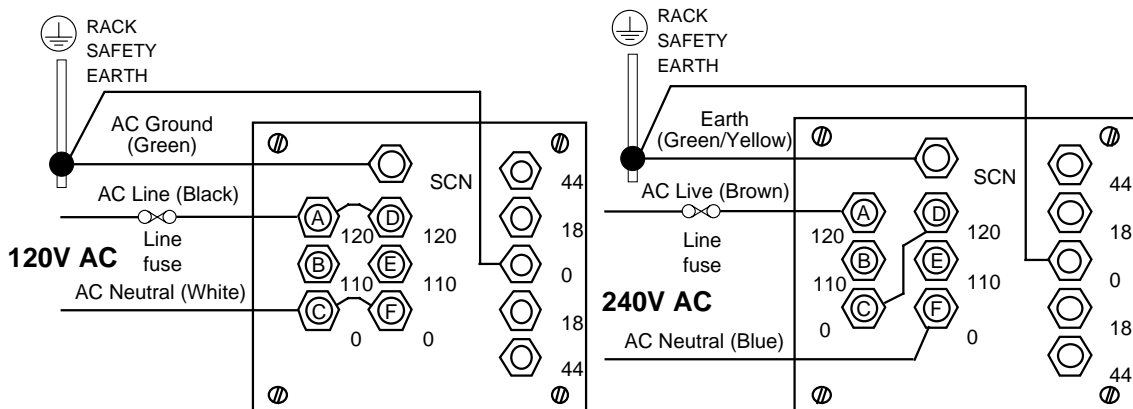 RACK
SAFETY
EARTH
AC Ground
(Green)
SCN
AC Line (Black)
Line
fuse
120V AC
AC Neutral (White)
A
D
120
120
B
E
110
110
C
F
0
0
44
18
0
18
44
RACK
SAFETY
EARTH
Earth
(Green/Yellow)
SCN
AC Live (Brown)
Line
fuse
240V AC
AC Neutral (Blue)
A
D
120
120
B
E
110
110
C
F
0
0
44
18
0
18
44